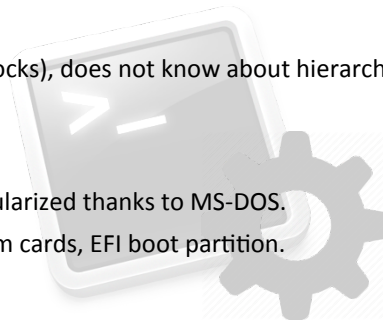 ocks), does not know about hierarch
ularized thanks to MS-DOS.
m cards, EFI boot partition.